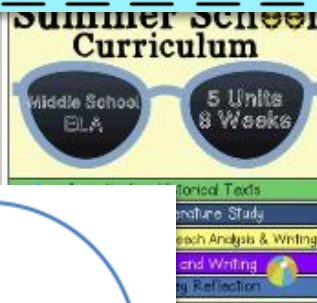 Summer School
Curriculum
Middle School
ELA
5 Units
8 Weeks
Historical Texts
Literature Study
Speech Analysis & Writing
and Writing
Reflection